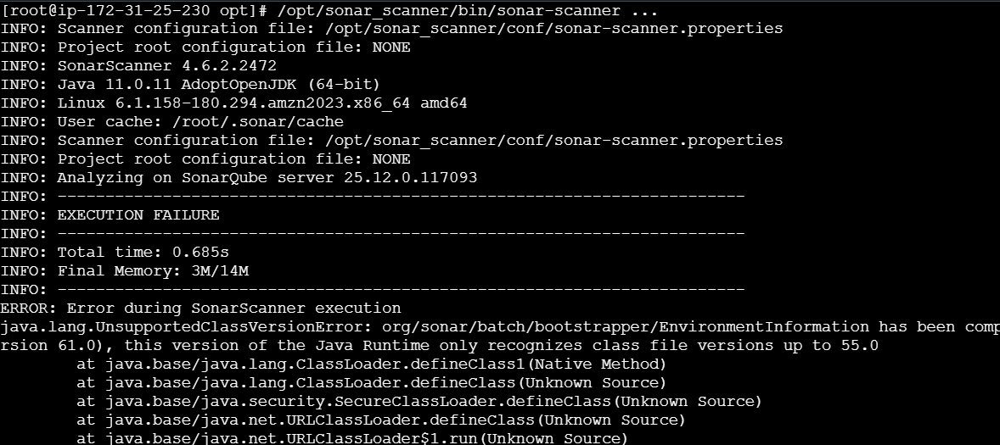 [root@ip-172-31-25-230 opt]# /opt/sonar_scanner/bin/sonar-scanner ...
INFO: Scanner configuration file: /opt/sonar_scanner/conf/sonar-scanner.properties
INFO: Project root configuration file: NONE
INFO: SonarScanner 4.6.2.2472
INFO: Java 11.0.11 AdoptOpenJDK (64-bit)
INFO: Linux 6.1.158-180.294.amzn2023.x86_64 amd64
INFO: User cache: /root/.sonar/cache
INFO: Scanner configuration file: /opt/sonar_scanner/conf/sonar-scanner.properties
INFO: Project root configuration file: NONE
INFO: Analyzing on SonarQube server 25.12.0.117093
INFO: ------------------------------------------------------------------------
INFO: EXECUTION FAILURE
INFO: ------------------------------------------------------------------------
INFO: Total time: 0.685s
INFO: Final Memory: 3M/14M
INFO: ------------------------------------------------------------------------
ERROR: Error during SonarScanner execution
java.lang.UnsupportedClassVersionError: org/sonar/batch/bootstrapper/EnvironmentInformation has been comp
rsion 61.0), this version of the Java Runtime only recognizes class file versions up to 55.0
        at java.base/java.lang.ClassLoader.defineClass1(Native Method)
        at java.base/java.lang.ClassLoader.defineClass(Unknown Source)
        at java.base/java.security.SecureClassLoader.defineClass(Unknown Source)
        at java.base/java.net.URLClassLoader.defineClass(Unknown Source)
        at java.base/java.net.URLClassLoader$1.run(Unknown Source)